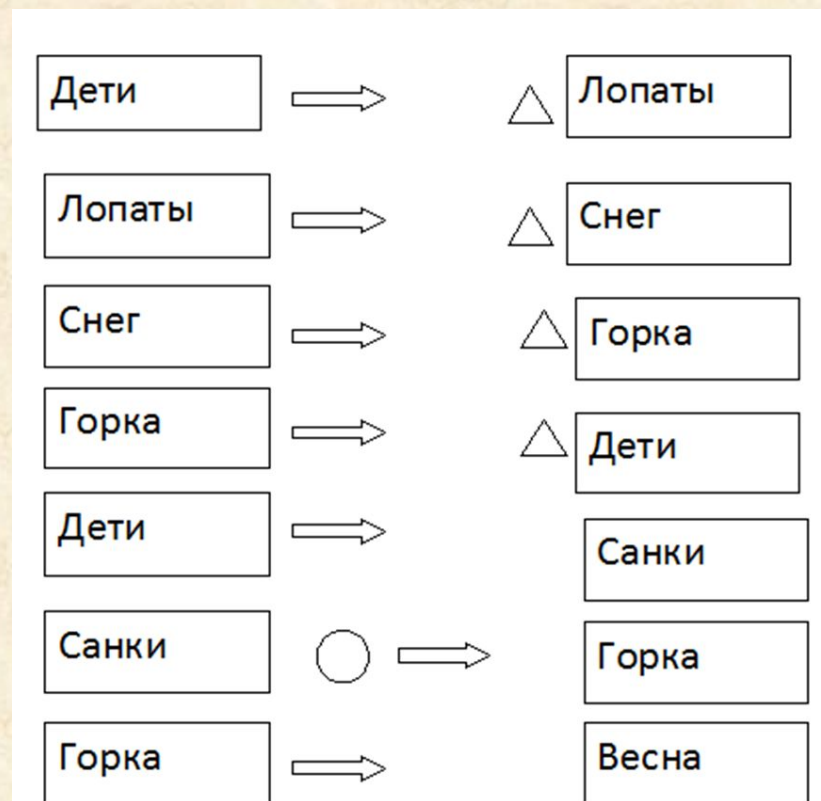 Дети Лопаты
Лопаты Снег
Снег Горка
Горка Дети
Дети Санки
Санки Горка
Горка Весна